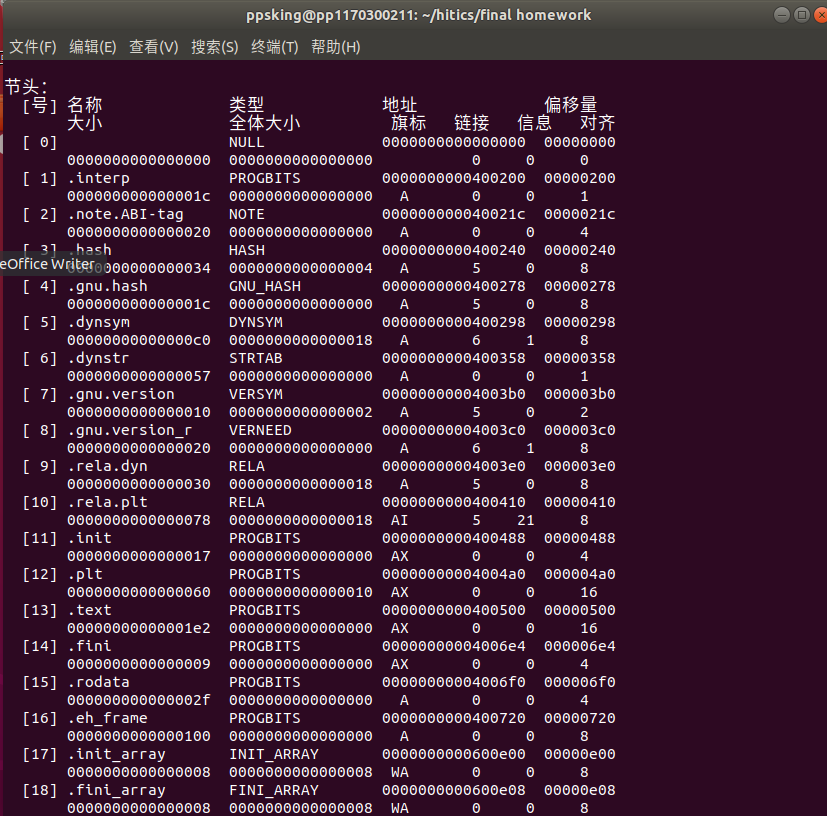 ppsking@pp1170300211: ~/hitics/final homework
文件(F) 编辑(E) 查看(V) 搜索(S) 终端(T) 帮助(H)
节头：
[号] 名称 类型 地址 偏移量
大小 全体大小 旗标 链接 信息 对齐
[ 0] NULL 0000000000000000 00000000
0000000000000000 0000000000000000 0 0 0
[ 1] .interp PROGBITS 0000000000400200 00000200
000000000000001c 0000000000000000 A 0 0 1
[ 2] .note.ABI-tag NOTE 000000000040021c 0000021c
0000000000000020 0000000000000000 A 0 0 4
[ 3] .hash HASH 0000000000400240 00000240
eOffice Writer 000000000034 0000000000000004 A 5 0 8
[ 4] .gnu.hash GNU_HASH 0000000000400278 00000278
000000000000001c 0000000000000000 A 5 0 8
[ 5] .dynsym DYNSYM 0000000000400298 00000298
00000000000000c0 0000000000000018 A 6 1 8
[ 6] .dynstr STRTAB 0000000000400358 00000358
0000000000000057 0000000000000000 A 0 0 1
[ 7] .gnu.version VERSYM 00000000004003b0 000003b0
0000000000000010 0000000000000002 A 5 0 2
[ 8] .gnu.version_r VERNEED 00000000004003c0 000003c0
0000000000000020 0000000000000000 A 6 1 8
[ 9] .rela.dyn RELA 00000000004003e0 000003e0
0000000000000030 0000000000000018 A 5 0 8
[10] .rela.plt RELA 0000000000400410 00000410
0000000000000078 0000000000000018 AI 5 21 8
[11] .init PROGBITS 0000000000400488 00000488
0000000000000017 0000000000000000 AX 0 0 4
[12] .plt PROGBITS 00000000004004a0 000004a0
0000000000000060 0000000000000010 AX 0 0 16
[13] .text PROGBITS 0000000000400500 00000500
00000000000001e2 0000000000000000 AX 0 0 16
[14] .fini PROGBITS 00000000004006e4 000006e4
0000000000000009 0000000000000000 AX 0 0 4
[15] .rodata PROGBITS 00000000004006f0 000006f0
000000000000002f 0000000000000000 A 0 0 4
[16] .eh_frame PROGBITS 0000000000400720 00000720
0000000000000100 0000000000000000 A 0 0 8
[17] .init_array INIT_ARRAY 0000000000600e00 00000e00
0000000000000008 0000000000000008 WA 0 0 8
[18] .fini_array FINI_ARRAY 0000000000600e08 00000e08
0000000000000008 0000000000000008 WA 0 0 8